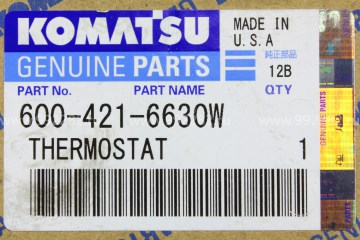 KOMATSU
MADE IN
U.S.A
GENUINE PARTS
純正部品
12B
PART No.
PART NAME
QTY
600-421-6630W
THERMOSTAT
1